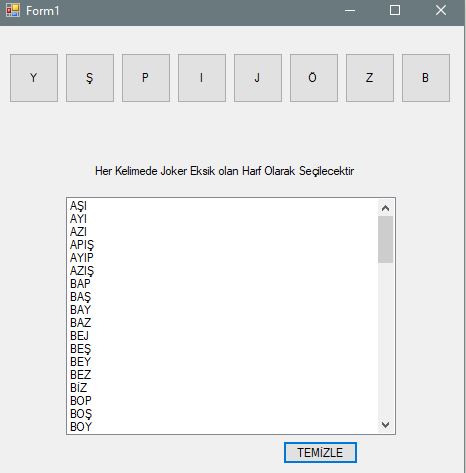 Form1
Y Ş P I J Ö Z B
Her Kelimede Joker Eksik olan Harf Olarak Seçilecektir
AŞI
AYI
AZI
APIŞ
AYIP
AZIŞ
BAP
BAŞ
BAY
BAZ
BEJ
BEŞ
BEY
BEZ
BİZ
BOP
BOŞ
BOY
TEMİZLE